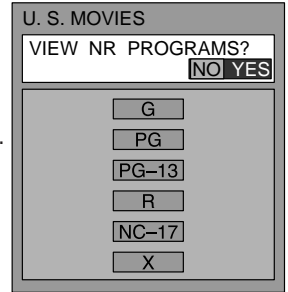 U. S. MOVIES
VIEW NR PROGRAMS?
NO YES
G
PG
PG–13
R
NC–17
X